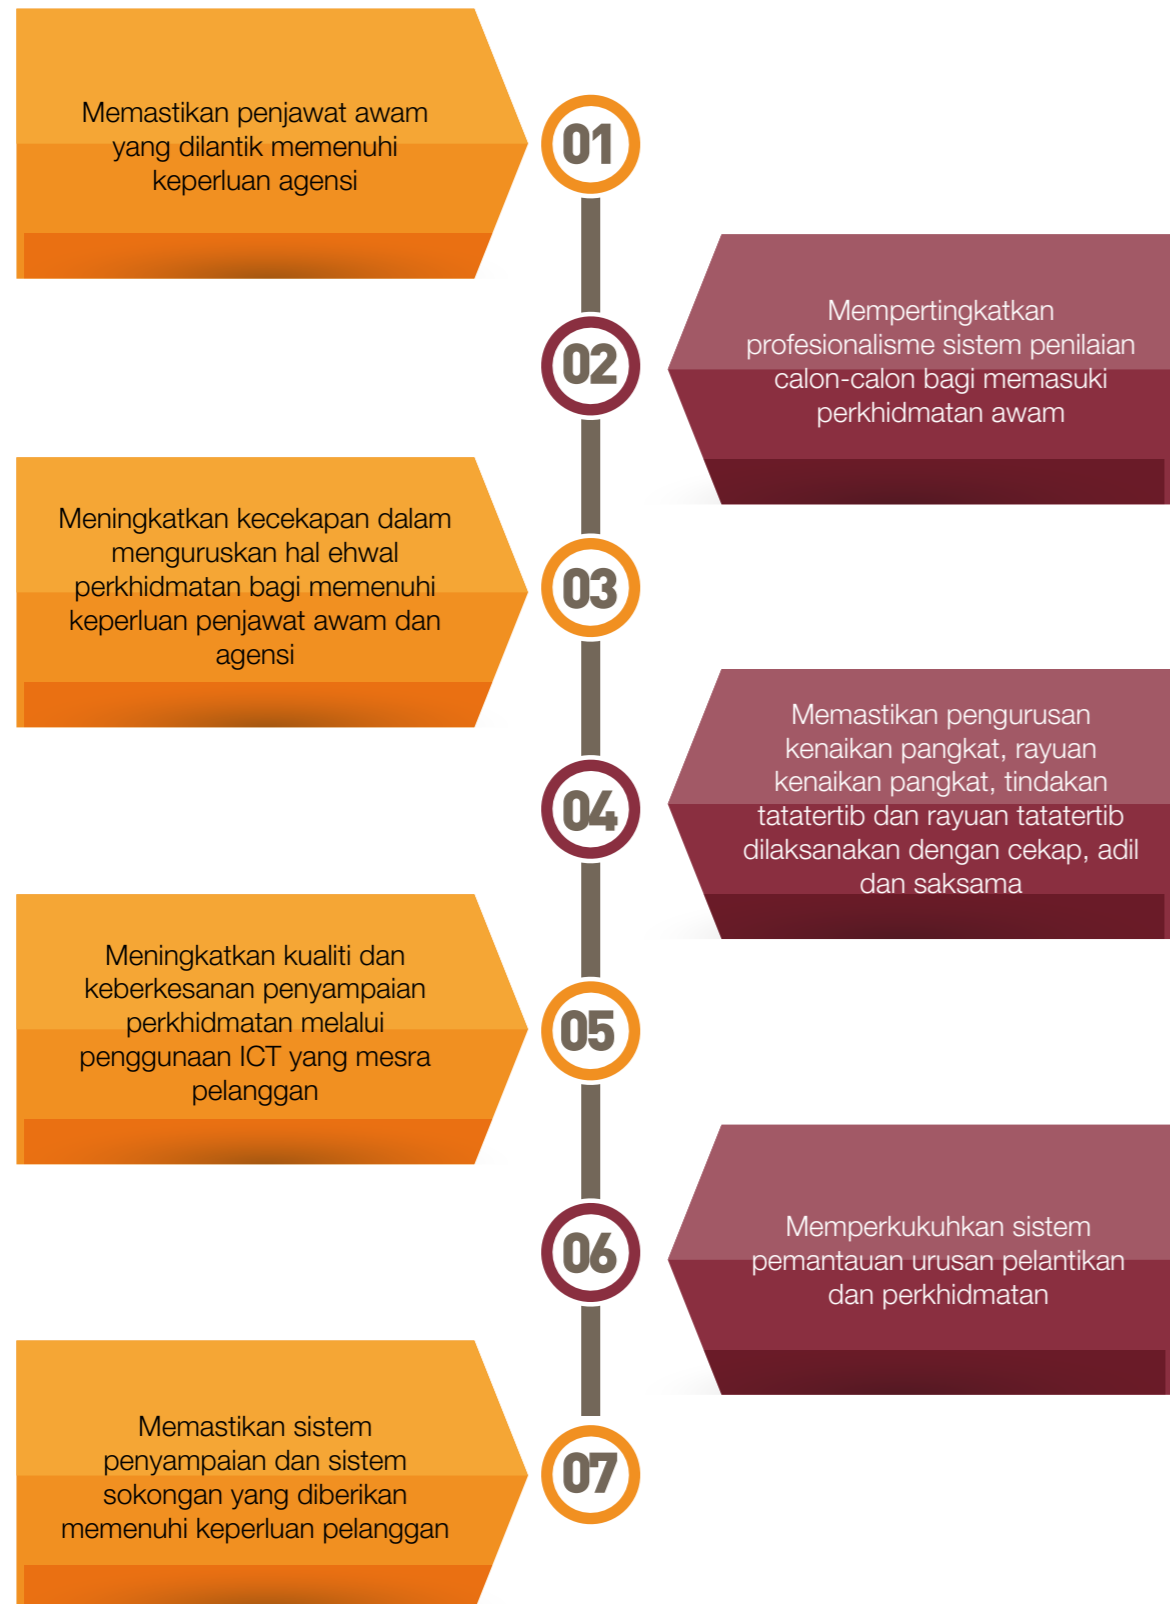 Memastikan penjawat awam
yang dilantik memenuhi
keperluan agensi
01
02
Mempertingkatkan
profesionalisme sistem penilaian
calon-calon bagi memasuki
perkhidmatan awam
Meningkatkan kecekapan dalam
menguruskan hal ehwal
perkhidmatan bagi memenuhi
keperluan penjawat awam dan
agensi
03
04
Memastikan pengurusan
kenaikan pangkat, rayuan
kenaikan pangkat, tindakan
tatatertib dan rayuan tatatertib
dilaksanakan dengan cekap, adil
dan saksama
Meningkatkan kualiti dan
keberkesanan penyampaian
perkhidmatan melalui
penggunaan ICT yang mesra
pelanggan
05
06
Memperkukuhkan sistem
pemantauan urusan pelantikan
dan perkhidmatan
Memastikan sistem
penyampaian dan sistem
sokongan yang diberikan
memenuhi keperluan pelanggan
07